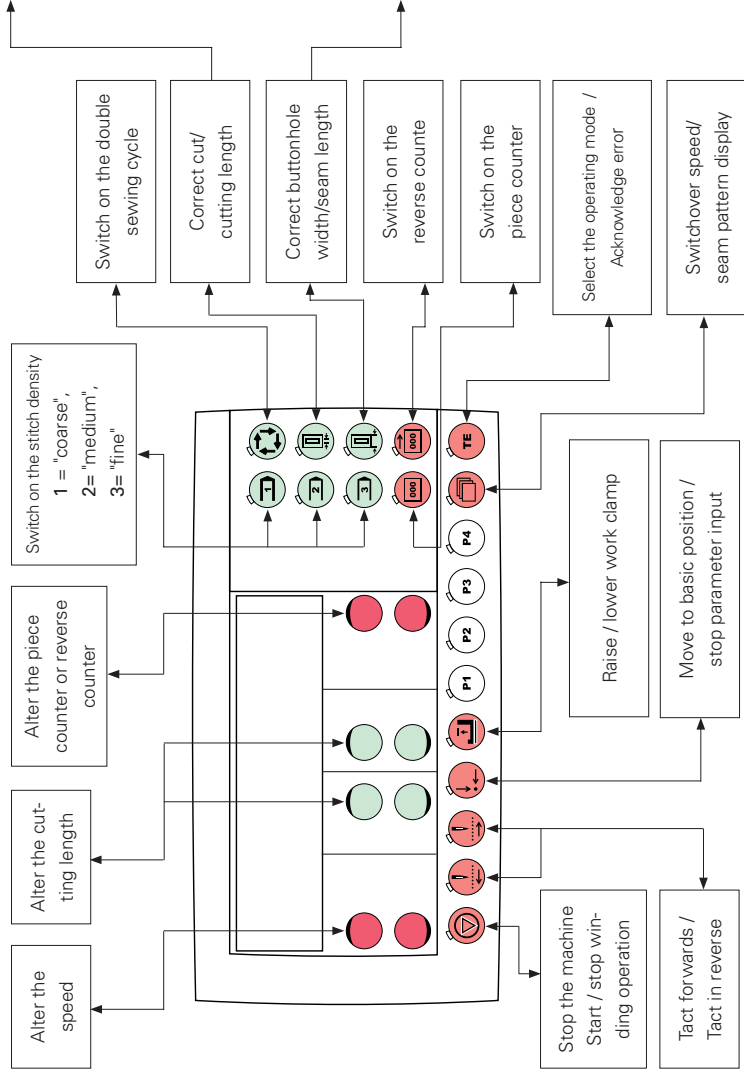 Alter the
speed
Alter the cut-
ting length
Alter the piece
counter or reverse
counter
Switch on the stitch density
1 = "coarse",
2= "medium",
3= "fine"
Switch on the double
sewing cycle
Correct cut/
cutting length
Correct buttonhole
width/seam length
Switch on the
reverse counte
Switch on the
piece counter
Select the operating mode /
Acknowledge error
Switchover speed/
seam pattern display
1
2
3
000
000
P1
P2
P3
P4
TE
Stop the machine
Start / stop win-
ding operation
Tact forwards /
Tact in reverse
Raise / lower work clamp
Move to basic position /
stop parameter input